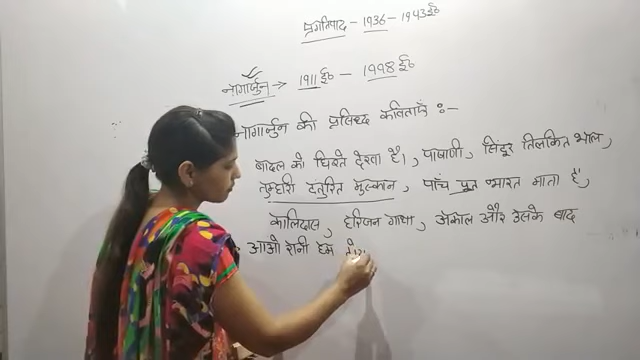 प्रगतिवाद - 1936 - 1943 ई०
नागार्जुन → 1911 ई० - 1998 ई०
नागार्जुन की प्रसिध्द कविताएँ :-
बादल को घिरते देखा है।, पाषाणी, सिंदूर तिलकित भाल,
तुम्हारी दंतुरित मुस्कान, पाँच पूत भारत माता के,
कालिदास, हरिजन गाथा, अकाल और उसके बाद
आओ रानी हम